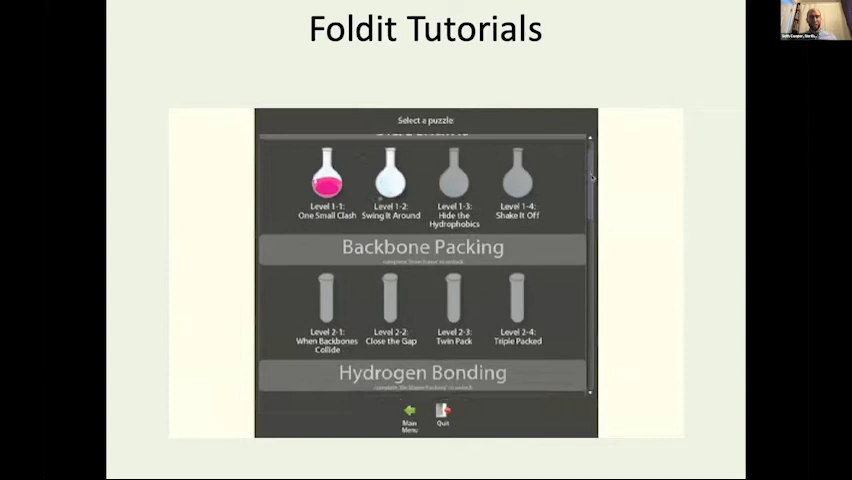 Foldit Tutorials
Select a puzzle:
Level 1-1:
One Small Clash
Level 1-2:
Swing It Around
Level 1-3:
Hide the
Hydrophobics
Level 1-4:
Shake It Off
Backbone Packing
Level 2-1:
When Backbones
Collide
Level 2-2:
Close the Gap
Level 2-3:
Twin Pack
Level 2-4:
Triple Packed
Hydrogen Bonding
Main
Menu
Quit